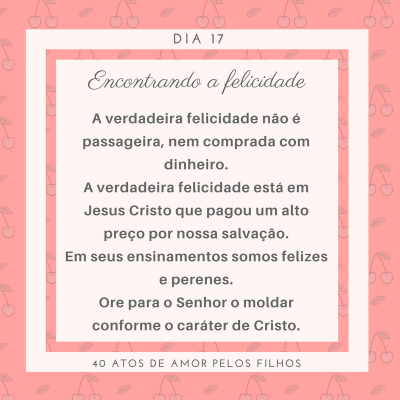 DIA 17
Encontrando a felicidade
A verdadeira felicidade não é
passageira, nem comprada com
dinheiro.
A verdadeira felicidade está em
Jesus Cristo que pagou um alto
preço por nossa salvação.
Em seus ensinamentos somos felizes
e perenes.
Ore para o Senhor o moldar
conforme o caráter de Cristo.
40 ATOS DE AMOR PELOS FILHOS